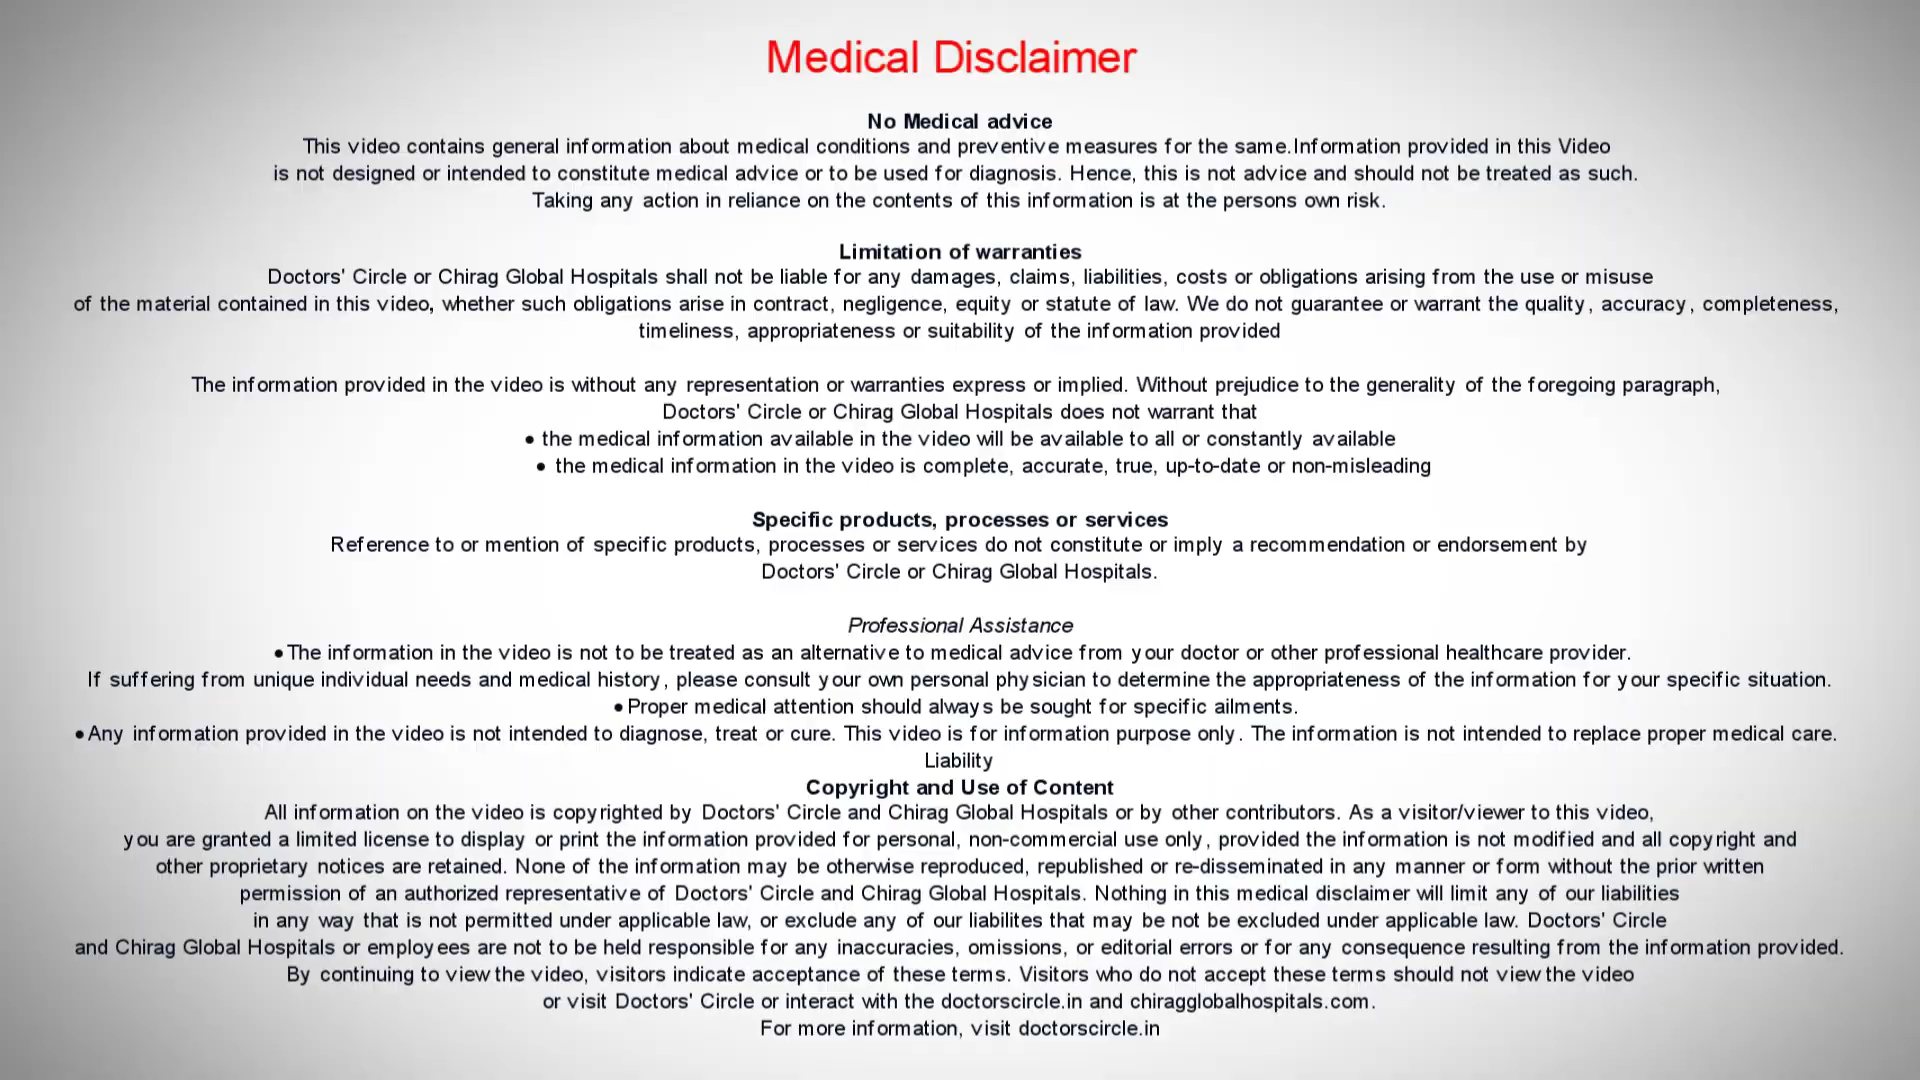 Medical Disclaimer
No Medical advice
This video contains general information about medical conditions and preventive measures for the same.Information provided in this Video
is not designed or intended to constitute medical advice or to be used for diagnosis. Hence, this is not advice and should not be treated as such.
Taking any action in reliance on the contents of this information is at the persons own risk.
Limitation of warranties
Doctors' Circle or Chirag Global Hospitals shall not be liable for any damages, claims, liabilities, costs or obligations arising from the use or misuse
of the material contained in this video, whether such obligations arise in contract, negligence, equity or statute of law. We do not guarantee or warrant the quality, accuracy, completeness,
timeliness, appropriateness or suitability of the information provided
The information provided in the video is without any representation or warranties express or implied. Without prejudice to the generality of the foregoing paragraph,
Doctors' Circle or Chirag Global Hospitals does not warrant that
• the medical information available in the video will be available to all or constantly available
• the medical information in the video is complete, accurate, true, up-to-date or non-misleading
Specific products, processes or services
Reference to or mention of specific products, processes or services do not constitute or imply a recommendation or endorsement by
Doctors' Circle or Chirag Global Hospitals.
Professional Assistance
•The information in the video is not to be treated as an alternative to medical advice from your doctor or other professional healthcare provider.
If suffering from unique individual needs and medical history, please consult your own personal physician to determine the appropriateness of the information for your specific situation.
•Proper medical attention should always be sought for specific ailments.
•Any information provided in the video is not intended to diagnose, treat or cure. This video is for information purpose only. The information is not intended to replace proper medical care.
Liability
Copyright and Use of Content
All information on the video is copyrighted by Doctors' Circle and Chirag Global Hospitals or by other contributors. As a visitor/viewer to this video,
you are granted a limited license to display or print the information provided for personal, non-commercial use only, provided the information is not modified and all copyright and
other proprietary notices are retained. None of the information may be otherwise reproduced, republished or re-disseminated in any manner or form without the prior written
permission of an authorized representative of Doctors' Circle and Chirag Global Hospitals. Nothing in this medical disclaimer will limit any of our liabilities
in any way that is not permitted under applicable law, or exclude any of our liabilites that may be not be excluded under applicable law. Doctors' Circle
and Chirag Global Hospitals or employees are not to be held responsible for any inaccuracies, omissions, or editorial errors or for any consequence resulting from the information provided.
By continuing to view the video, visitors indicate acceptance of these terms. Visitors who do not accept these terms should not view the video
or visit Doctors' Circle or interact with the doctorscircle.in and chiragglobalhospitals.com.
For more information, visit doctorscircle.in